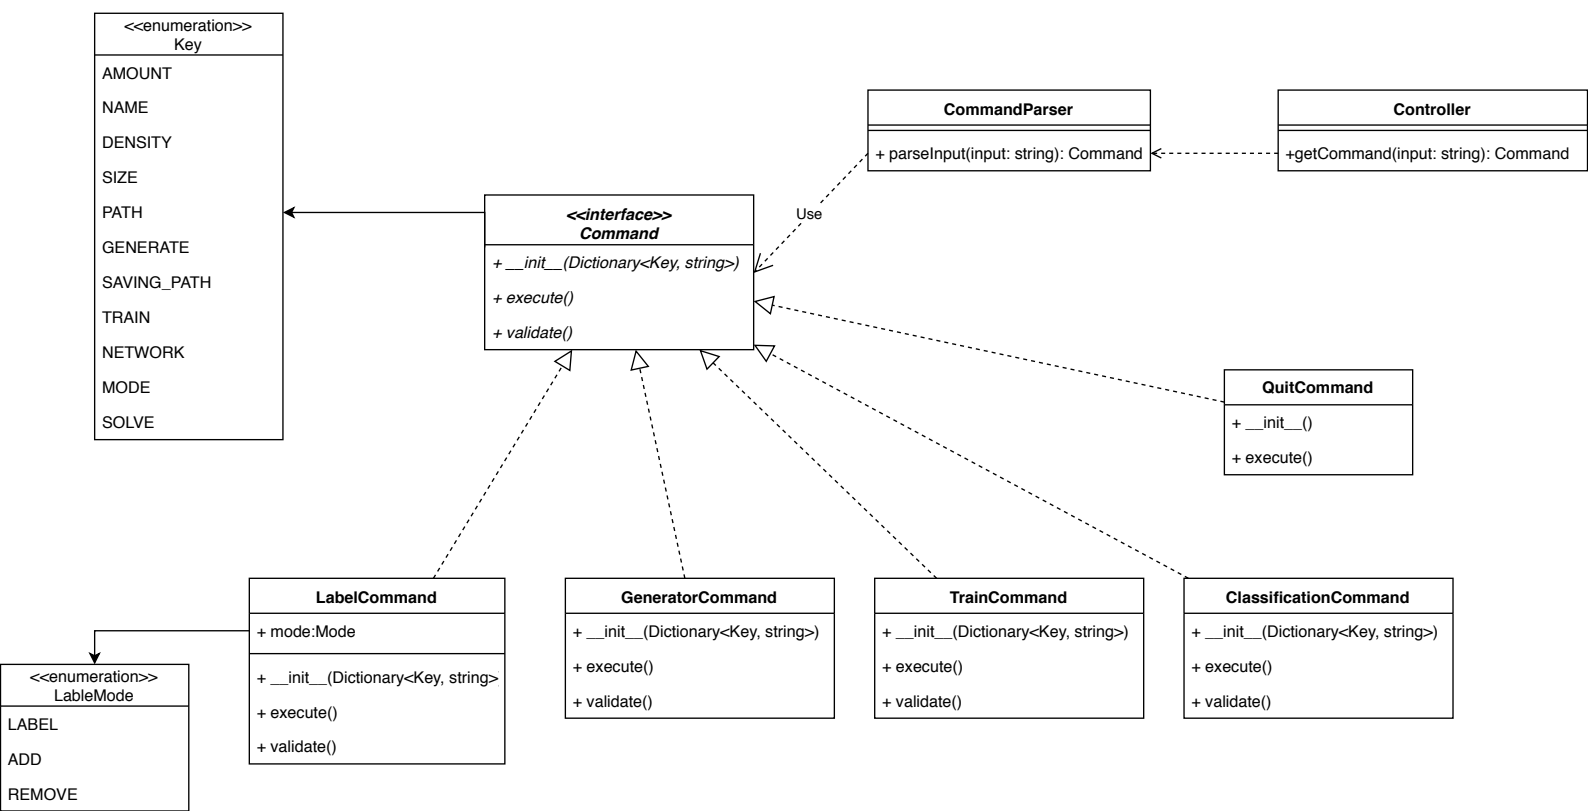 <<enumeration>>
Key
AMOUNT
NAME
DENSITY
SIZE
PATH
GENERATE
SAVING_PATH
TRAIN
NETWORK
MODE
SOLVE
CommandParser
+ parseInput(input: string): Command
Controller
+getCommand(input: string): Command
Use
<<interface>>
Command
+ __init__(Dictionary<Key, string>)
+ execute()
+ validate()
QuitCommand
+ __init__()
+ execute()
LabelCommand
+ mode:Mode
+ __init__(Dictionary<Key, string>
+ execute()
+ validate()
GeneratorCommand
+ __init__(Dictionary<Key, string>)
+ execute()
+ validate()
TrainCommand
+ __init__(Dictionary<Key, string>)
+ execute()
+ validate()
ClassificationCommand
+ __init__(Dictionary<Key, string>)
+ execute()
+ validate()
<<enumeration>>
LableMode
LABEL
ADD
REMOVE